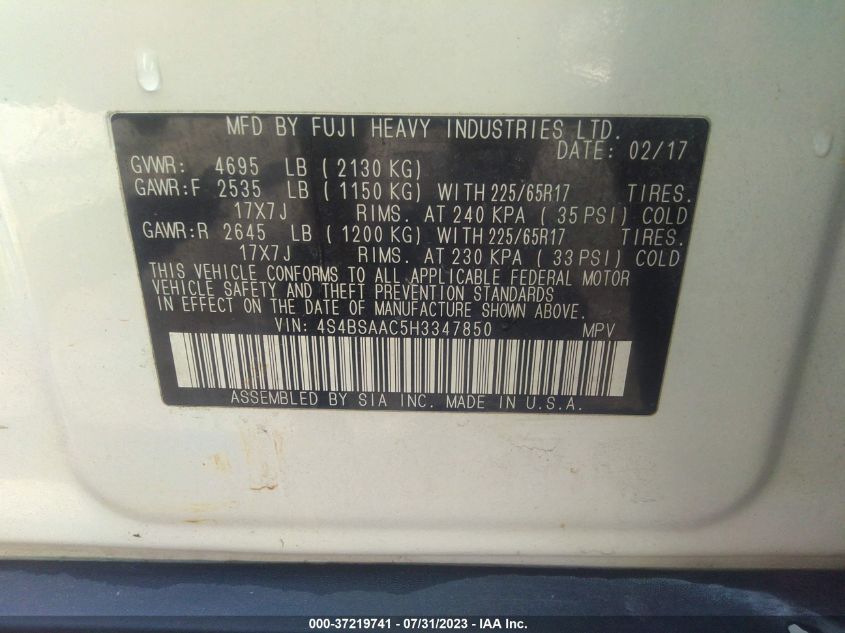 MFD BY FUJI HEAVY INDUSTRIES LTD.
DATE: 02/17
GVWR: 4695 LB ( 2130 KG)
GAWR:F 2535 LB ( 1150 KG) WITH 225/65R17 TIRES.
17X7J RIMS. AT 240 KPA ( 35 PSI) COLD
GAWR:R 2645 LB ( 1200 KG) WITH 225/65R17 TIRES.
17X7J RIMS. AT 230 KPA ( 33 PSI) COLD
THIS VEHICLE CONFORMS TO ALL APPLICABLE FEDERAL MOTOR
VEHICLE SAFETY AND THEFT PREVENTION STANDARDS
IN EFFECT ON THE DATE OF MANUFACTURE SHOWN ABOVE.
VIN: 4S4BSAAC5H3347850 MPV
ASSEMBLED BY SIA INC. MADE IN U.S.A.
000-37219741 - 07/31/2023 - IAA Inc.